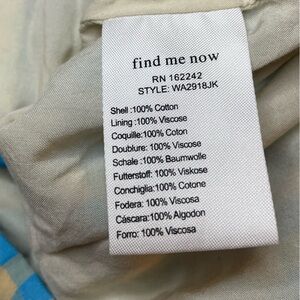 find me now
RN 162242
STYLE: WA2918JK
Shell :100% Cotton
Lining :100% Viscose
Coquille:100% Coton
Doublure: 100% Viscose
Schale :100% Baumwolle
Futterstoff: 100% Viskose
Conchiglia:100% Cotone
Fodera: 100% Viscosa
Cáscara:100% Algodon
Forro: 100% Viscosa